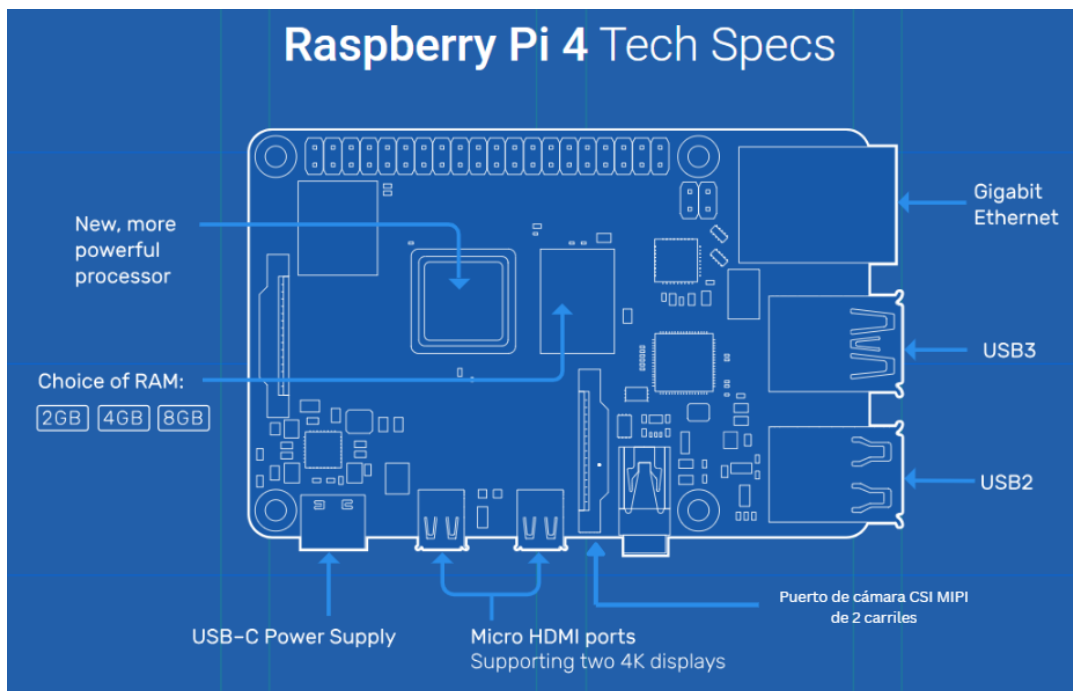 Raspberry Pi 4 Tech Specs
New, more
powerful
processor
Choice of RAM:
2GB 4GB 8GB
Gigabit
Ethernet
USB3
USB2
USB-C Power Supply
Micro HDMI ports
Supporting two 4K displays
Puerto de cámara CSI MIPI
de 2 carriles